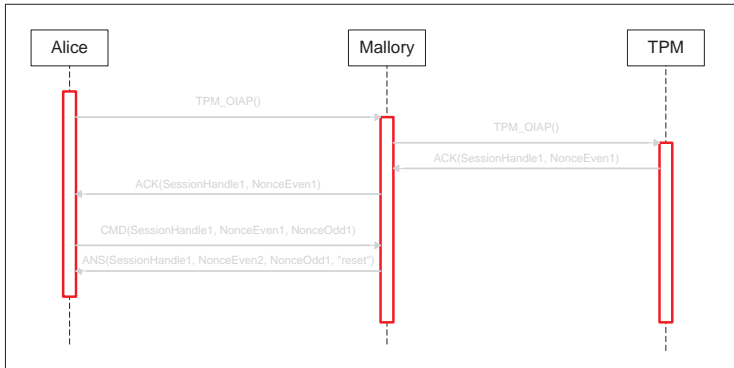 Alice
Mallory
TPM
TPM_OIAP()
TPM_OIAP()
ACK(SessionHandle1, NonceEven1)
ACK(SessionHandle1, NonceEven1)
CMD(SessionHandle1, NonceEven1, NonceOdd1)
ANS(SessionHandle1, NonceEven2, NonceOdd1, "reset")